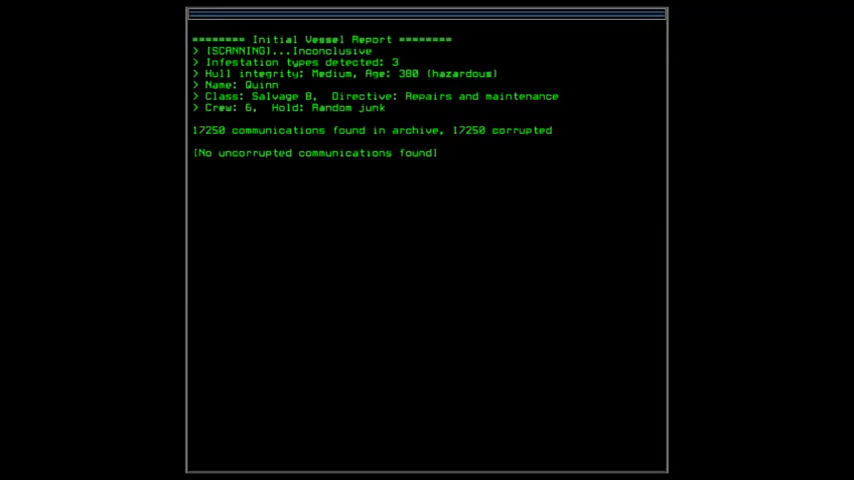 ======== Initial Vessel Report ========
> [SCANNING]...Inconclusive
> Infestation types detected: 3
> Hull integrity: Medium, Age: 380 (hazardous)
> Name: Quinn
> Class: Salvage B,  Directive: Repairs and maintenance
> Crew: 6,  Hold: Random junk
17250 communications found in archive, 17250 corrupted
[No uncorrupted communications found]